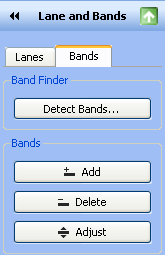 Lane and Bands
Lanes
Bands
Band Finder
Detect Bands...
Bands
Add
Delete
Adjust